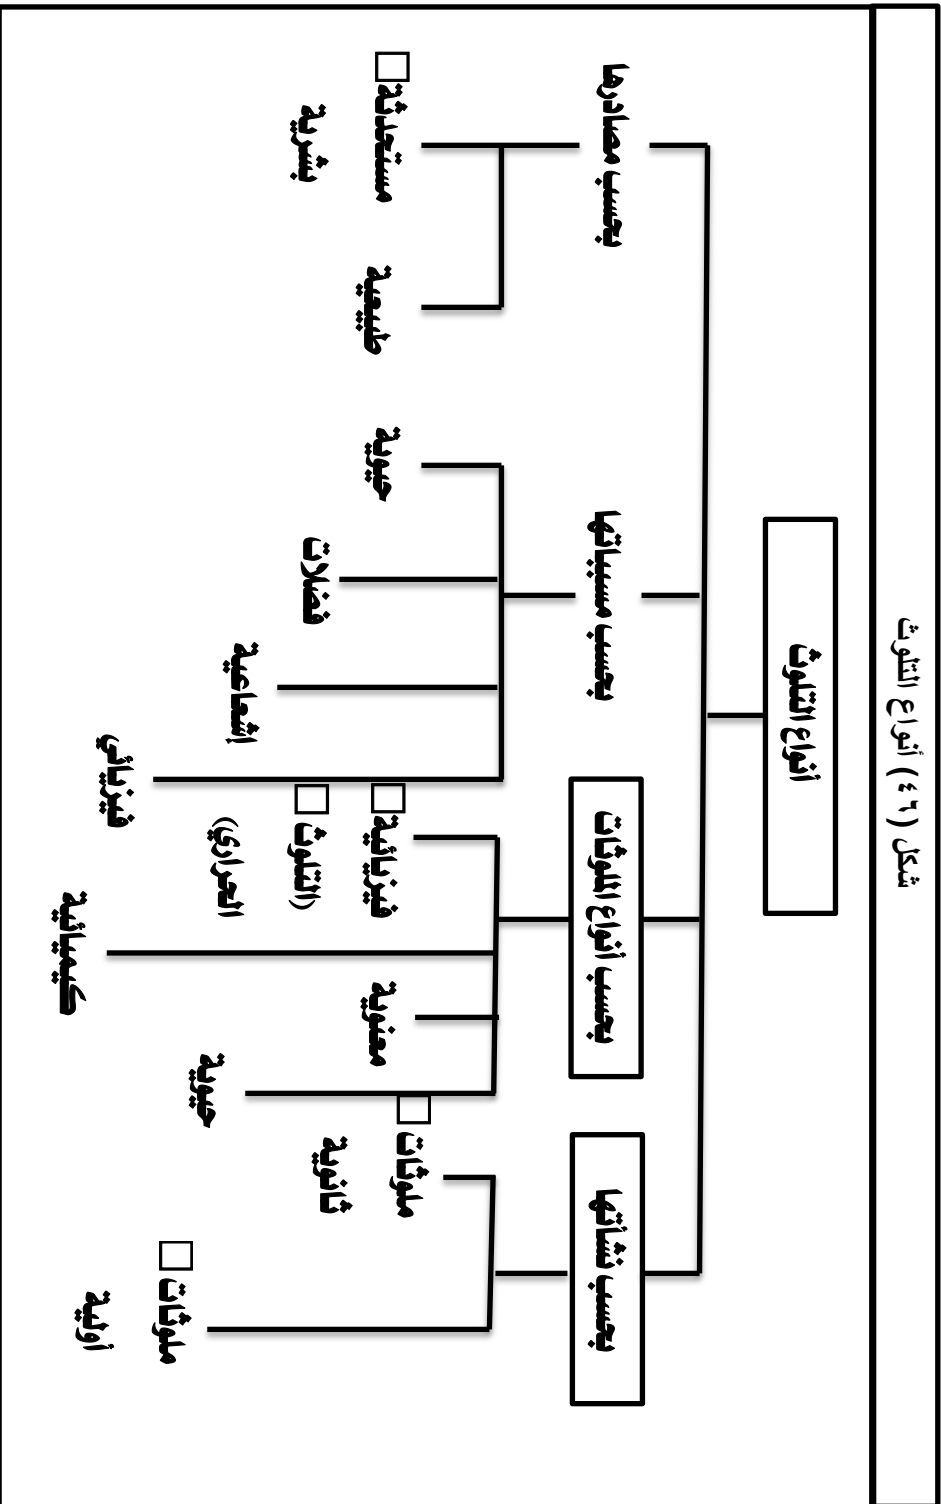 شكل (٤٦) أنواع التلوث
أنواع التلوث
بحسب نشأتها
بحسب أنواع الملوثات
بحسب مسبباتها
بحسب مصادرها
ملوثات
ثانوية
ملوثات
أولية
فيزيائية
(التلوث
الحراري)
كيميائية
معنوية
حيوية
حيوية
فضلات
إشعاعية
فيزيائي
مستحدثة
بشرية
طبيعية